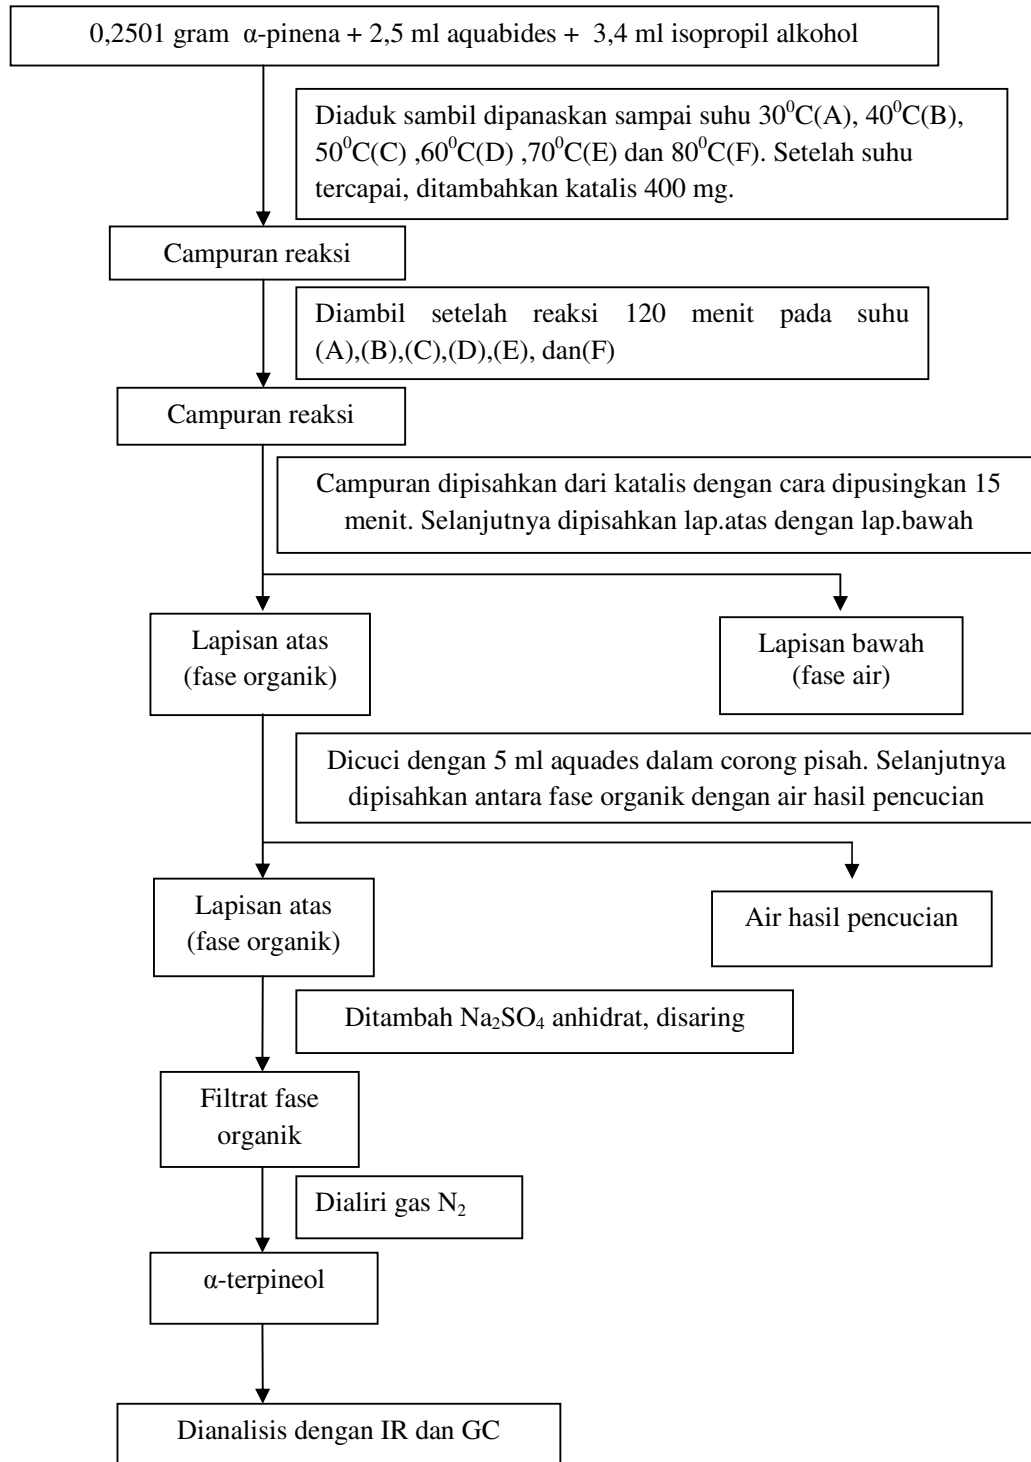 0,2501 gram α-pinena + 2,5 ml aquabides + 3,4 ml isopropil alkohol
Diaduk sambil dipanaskan sampai suhu 30⁰C(A), 40⁰C(B),
50⁰C(C) ,60⁰C(D) ,70⁰C(E) dan 80⁰C(F). Setelah suhu
tercapai, ditambahkan katalis 400 mg.
Campuran reaksi
Diambil setelah reaksi 120 menit pada suhu
(A),(B),(C),(D),(E), dan(F)
Campuran reaksi
Campuran dipisahkan dari katalis dengan cara dipusingkan 15
menit. Selanjutnya dipisahkan lap.atas dengan lap.bawah
Lapisan atas
(fase organik)
Lapisan bawah
(fase air)
Dicuci dengan 5 ml aquades dalam corong pisah. Selanjutnya
dipisahkan antara fase organik dengan air hasil pencucian
Lapisan atas
(fase organik)
Air hasil pencucian
Ditambah Na₂SO₄ anhidrat, disaring
Filtrat fase
organik
Dialiri gas N₂
α-terpineol
Dianalisis dengan IR dan GC